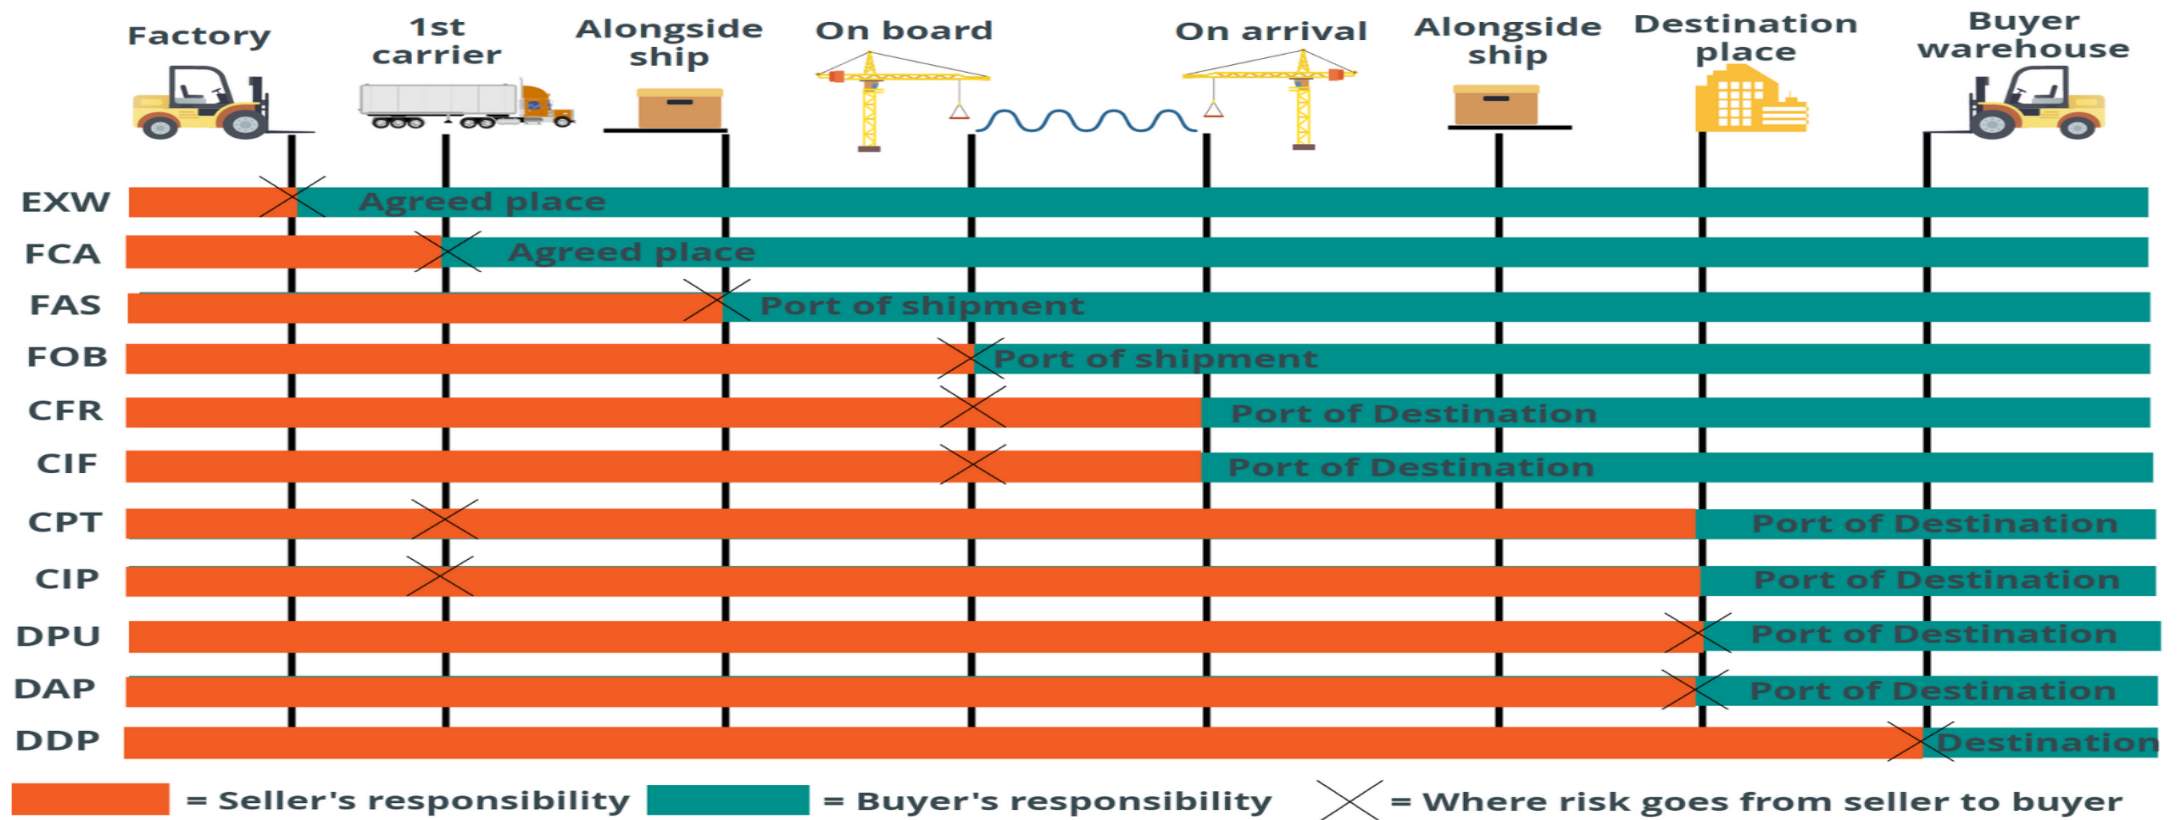 Factory
1st
carrier
Alongside
ship
On board
On arrival
Alongside
ship
Destination
place
Buyer
warehouse
EXW
Agreed place
FCA
Agreed place
FAS
Port of shipment
FOB
Port of shipment
CFR
Port of Destination
CIF
Port of Destination
CPT
Port of Destination
CIP
Port of Destination
DPU
Port of Destination
DAP
Port of Destination
DDP
Destination
= Seller's responsibility
= Buyer's responsibility
= Where risk goes from seller to buyer